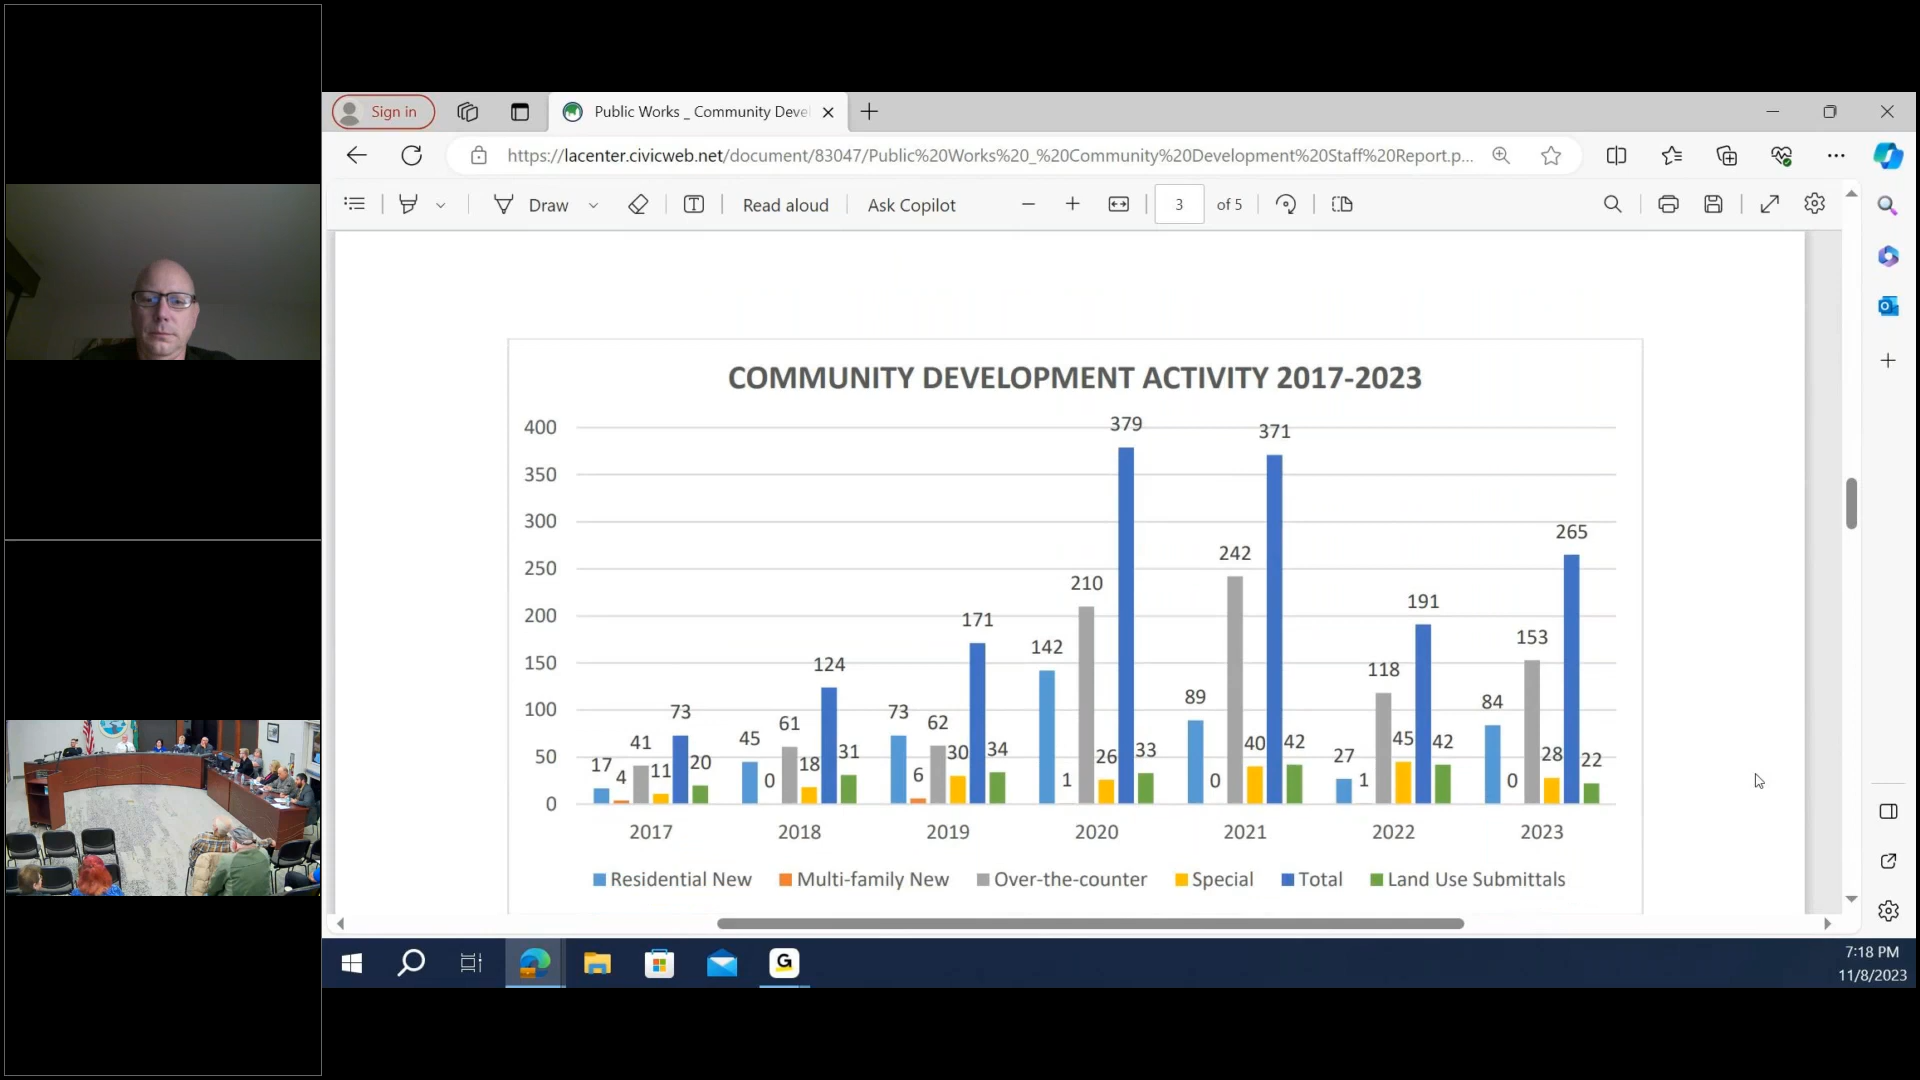 Sign in
Public Works _ Community Deve
https://lacenter.civicweb.net/document/83047/Public%20Works%20_%20Community%20Development%20Staff%20Report.p...
Draw
Read aloud
Ask Copilot
3 of 5
COMMUNITY DEVELOPMENT ACTIVITY 2017-2023
400
350
300
250
200
150
100
50
0
17 4 41 11 73 20
45 0 61 18 124 31
73 6 62 30 171 34
142 1 210 26 379 33
89 0 242 40 371 42
27 1 118 45 191 42
84 0 153 28 265 22
2017 2018 2019 2020 2021 2022 2023
Residential New Multi-family New Over-the-counter Special Total Land Use Submittals
G
7:18 PM
11/8/2023